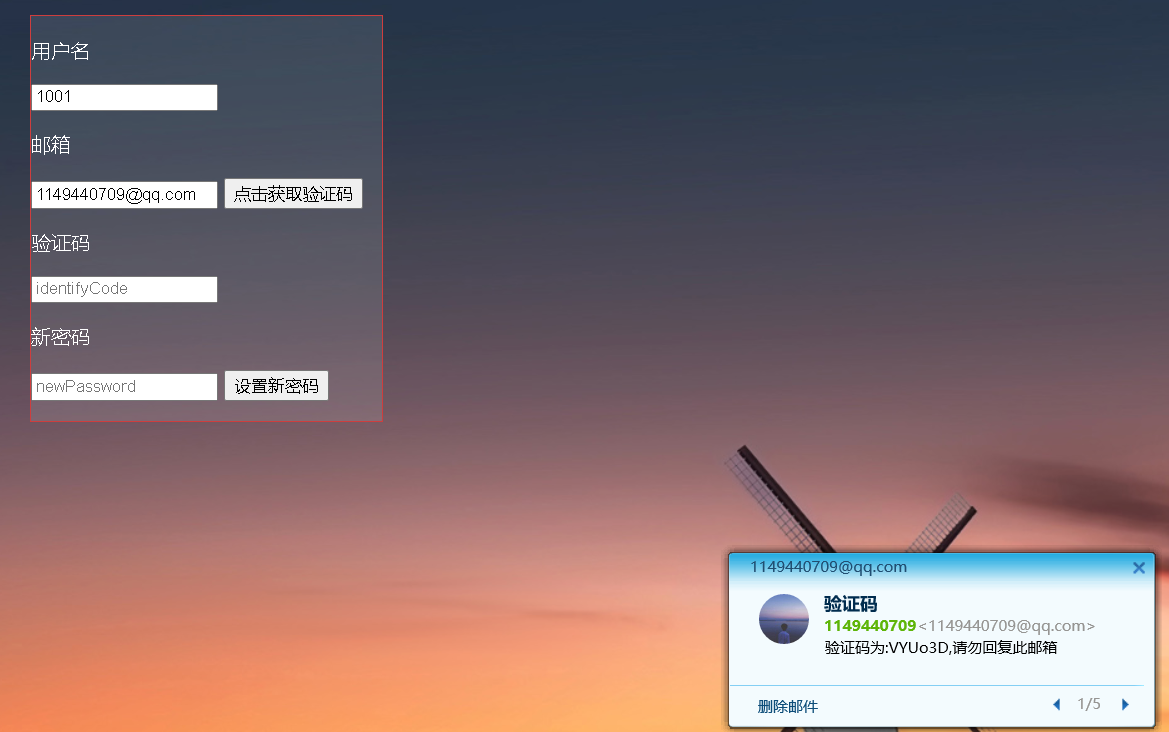 用户名
1001
邮箱
1149440709@qq.com 点击获取验证码
验证码
identifyCode
新密码
newPassword 设置新密码
1149440709@qq.com
验证码
1149440709<1149440709@qq.com>
验证码为:VYUo3D,请勿回复此邮箱
删除邮件 1/5